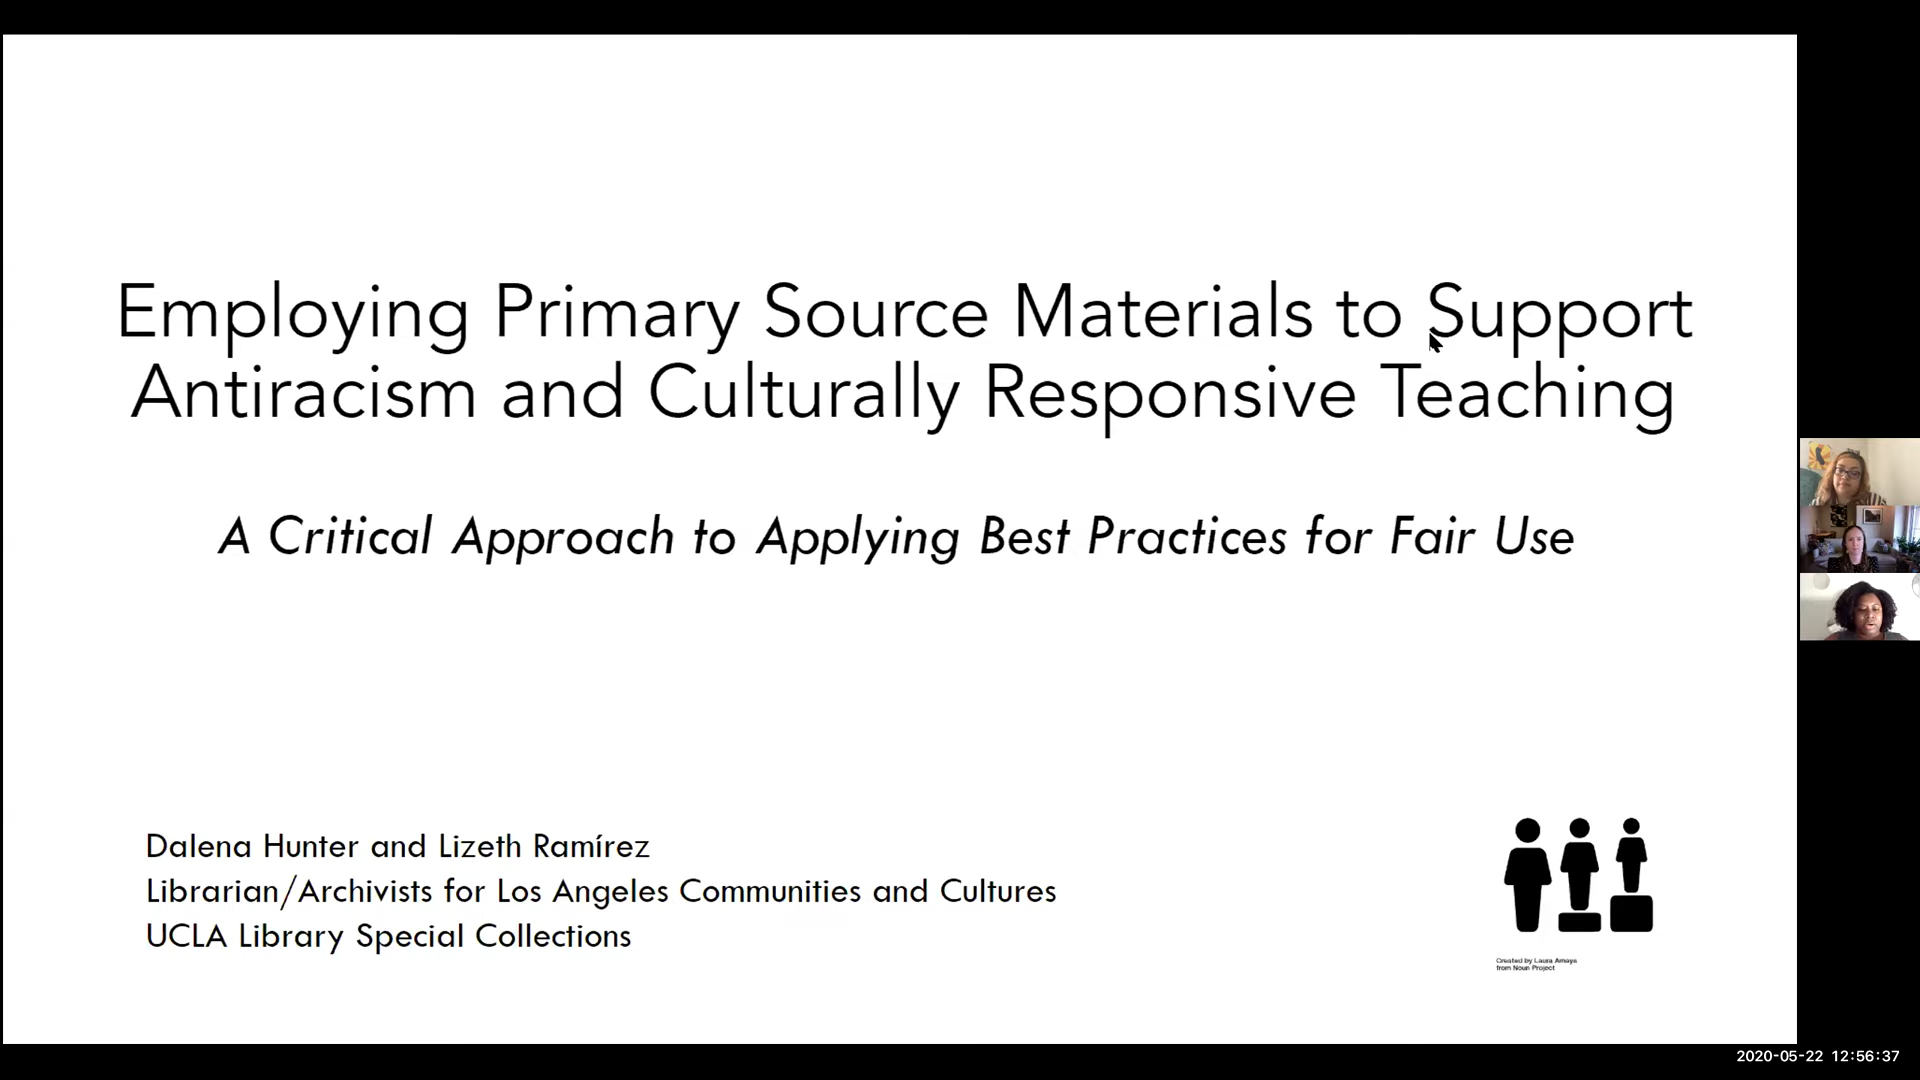 Employing Primary Source Materials to Support
Antiracism and Culturally Responsive Teaching
A Critical Approach to Applying Best Practices for Fair Use
Dalena Hunter and Lizeth Ramírez
Librarian/Archivists for Los Angeles Communities and Cultures
UCLA Library Special Collections
Created by Laura Amaya
from Noun Project
2020-05-22 12:56:37